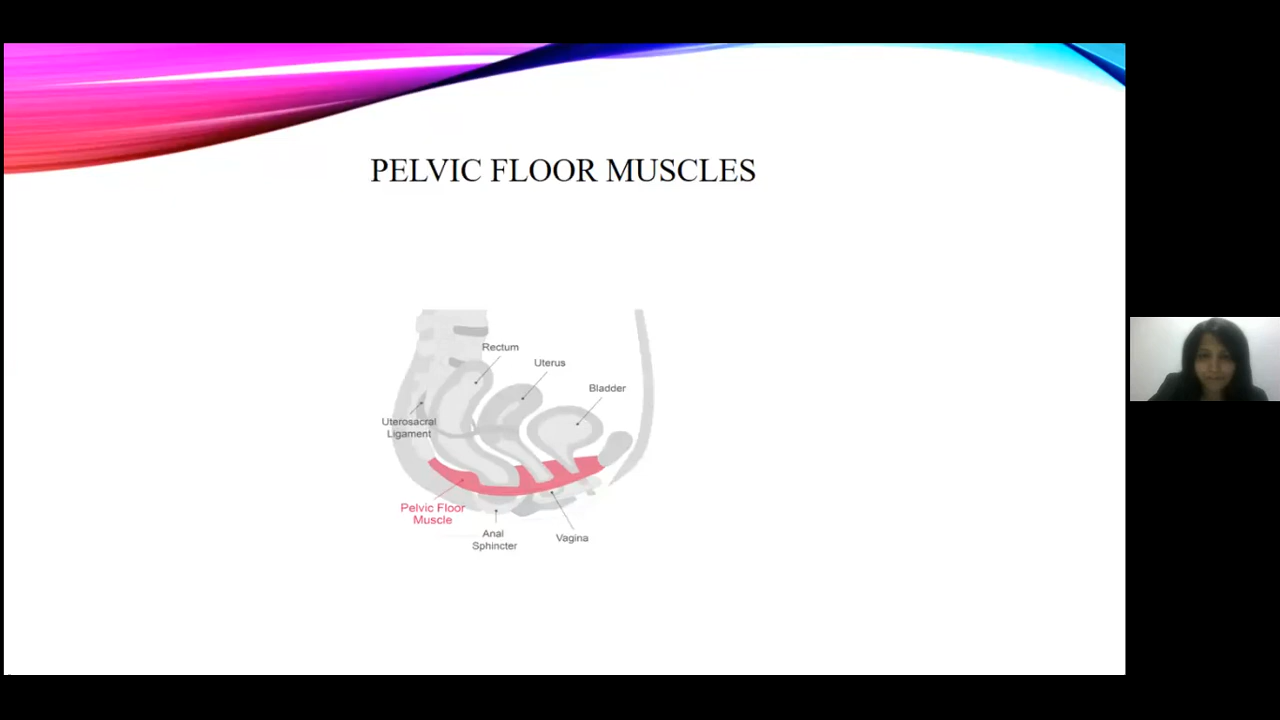 PELVIC FLOOR MUSCLES
Rectum
Uterus
Bladder
Uterosacral
Ligament
Pelvic Floor
Muscle
Anal
Sphincter
Vagina